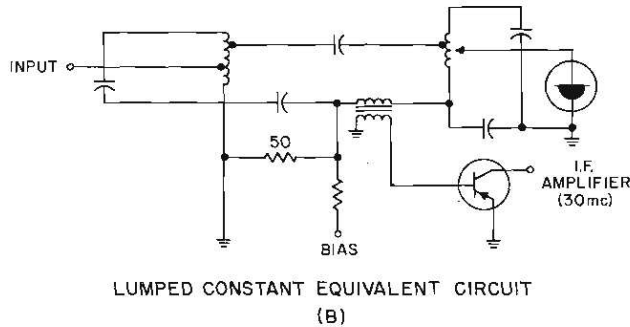 INPUT
50
I.F.
AMPLIFIER
(30mc)
BIAS
LUMPED CONSTANT EQUIVALENT CIRCUIT
(B)